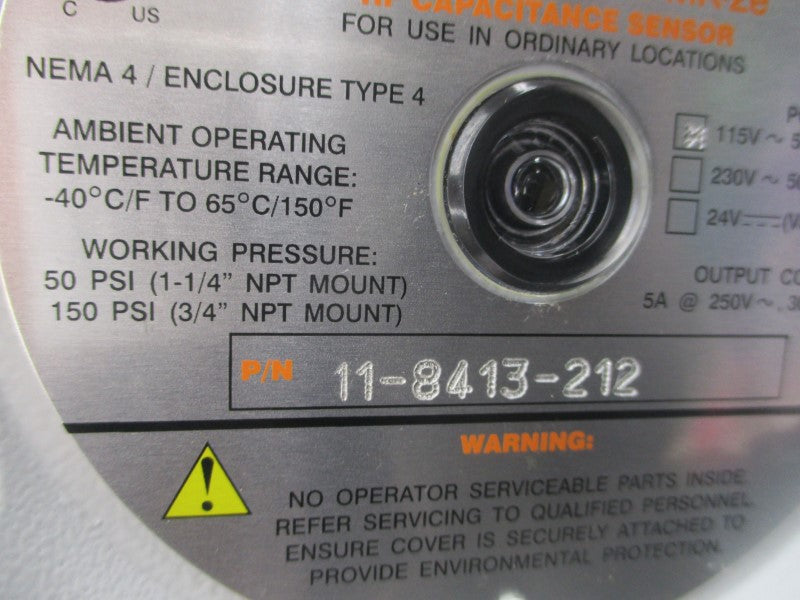 C US
RF CAPACITANCE SENSOR
FOR USE IN ORDINARY LOCATIONS
NEMA 4 / ENCLOSURE TYPE 4
AMBIENT OPERATING
TEMPERATURE RANGE:
-40°C/F TO 65°C/150°F
WORKING PRESSURE:
50 PSI (1-1/4" NPT MOUNT)
150 PSI (3/4" NPT MOUNT)
115V ~
230V ~
24V
OUTPUT
5A @ 250V ~
P/N 11-8413-212
WARNING:
NO OPERATOR SERVICEABLE PARTS INSIDE.
REFER SERVICING TO QUALIFIED PERSONNEL
ENSURE COVER IS SECURELY ATTACHED TO
PROVIDE ENVIRONMENTAL PROTECTION.